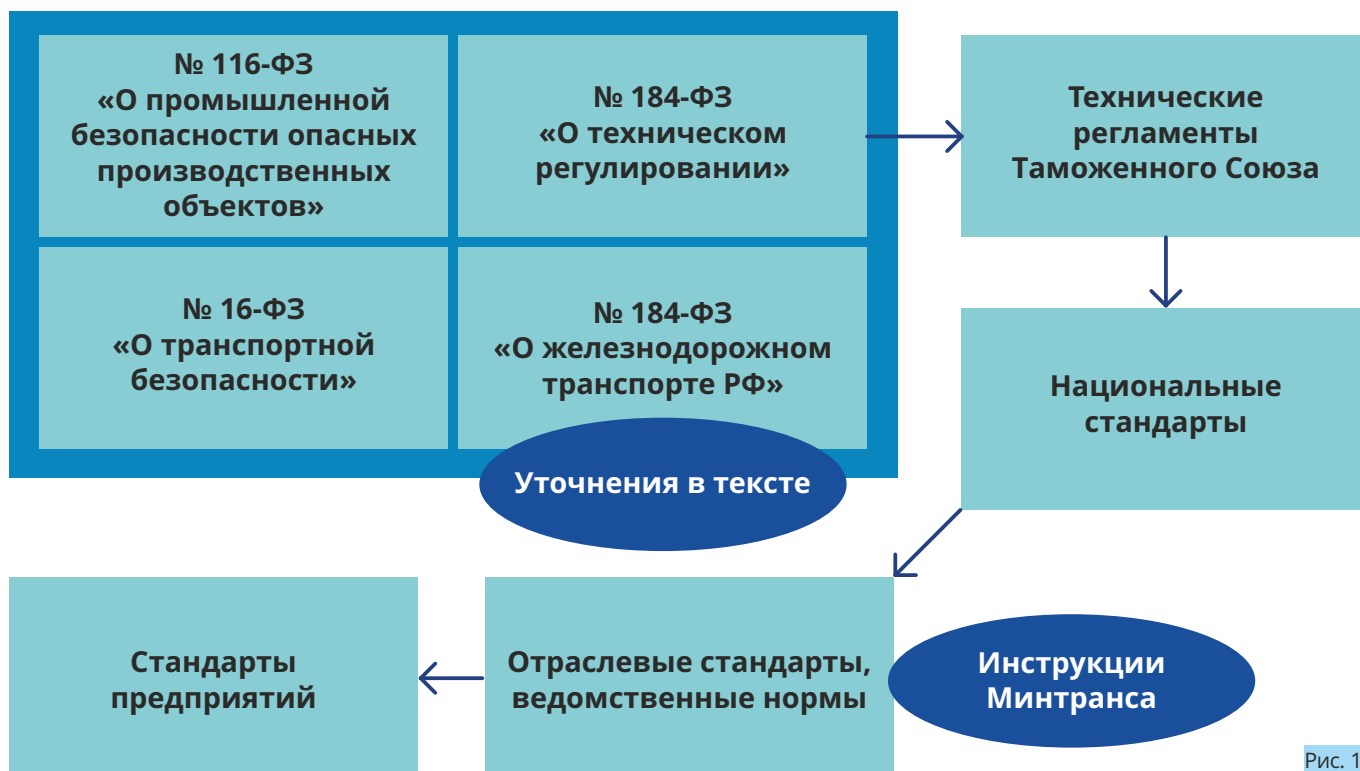 № 116-ФЗ
«О промышленной
безопасности опасных
производственных
объектов»
№ 184-ФЗ
«О техническом
регулировании»
Технические
регламенты
Таможенного Союза
№ 16-ФЗ
«О транспортной
безопасности»
№ 184-ФЗ
«О железнодорожном
транспорте РФ»
Уточнения в тексте
Национальные
стандарты
Стандарты
предприятий
Отраслевые стандарты,
ведомственные нормы
Инструкции
Минтранса
Рис. 1